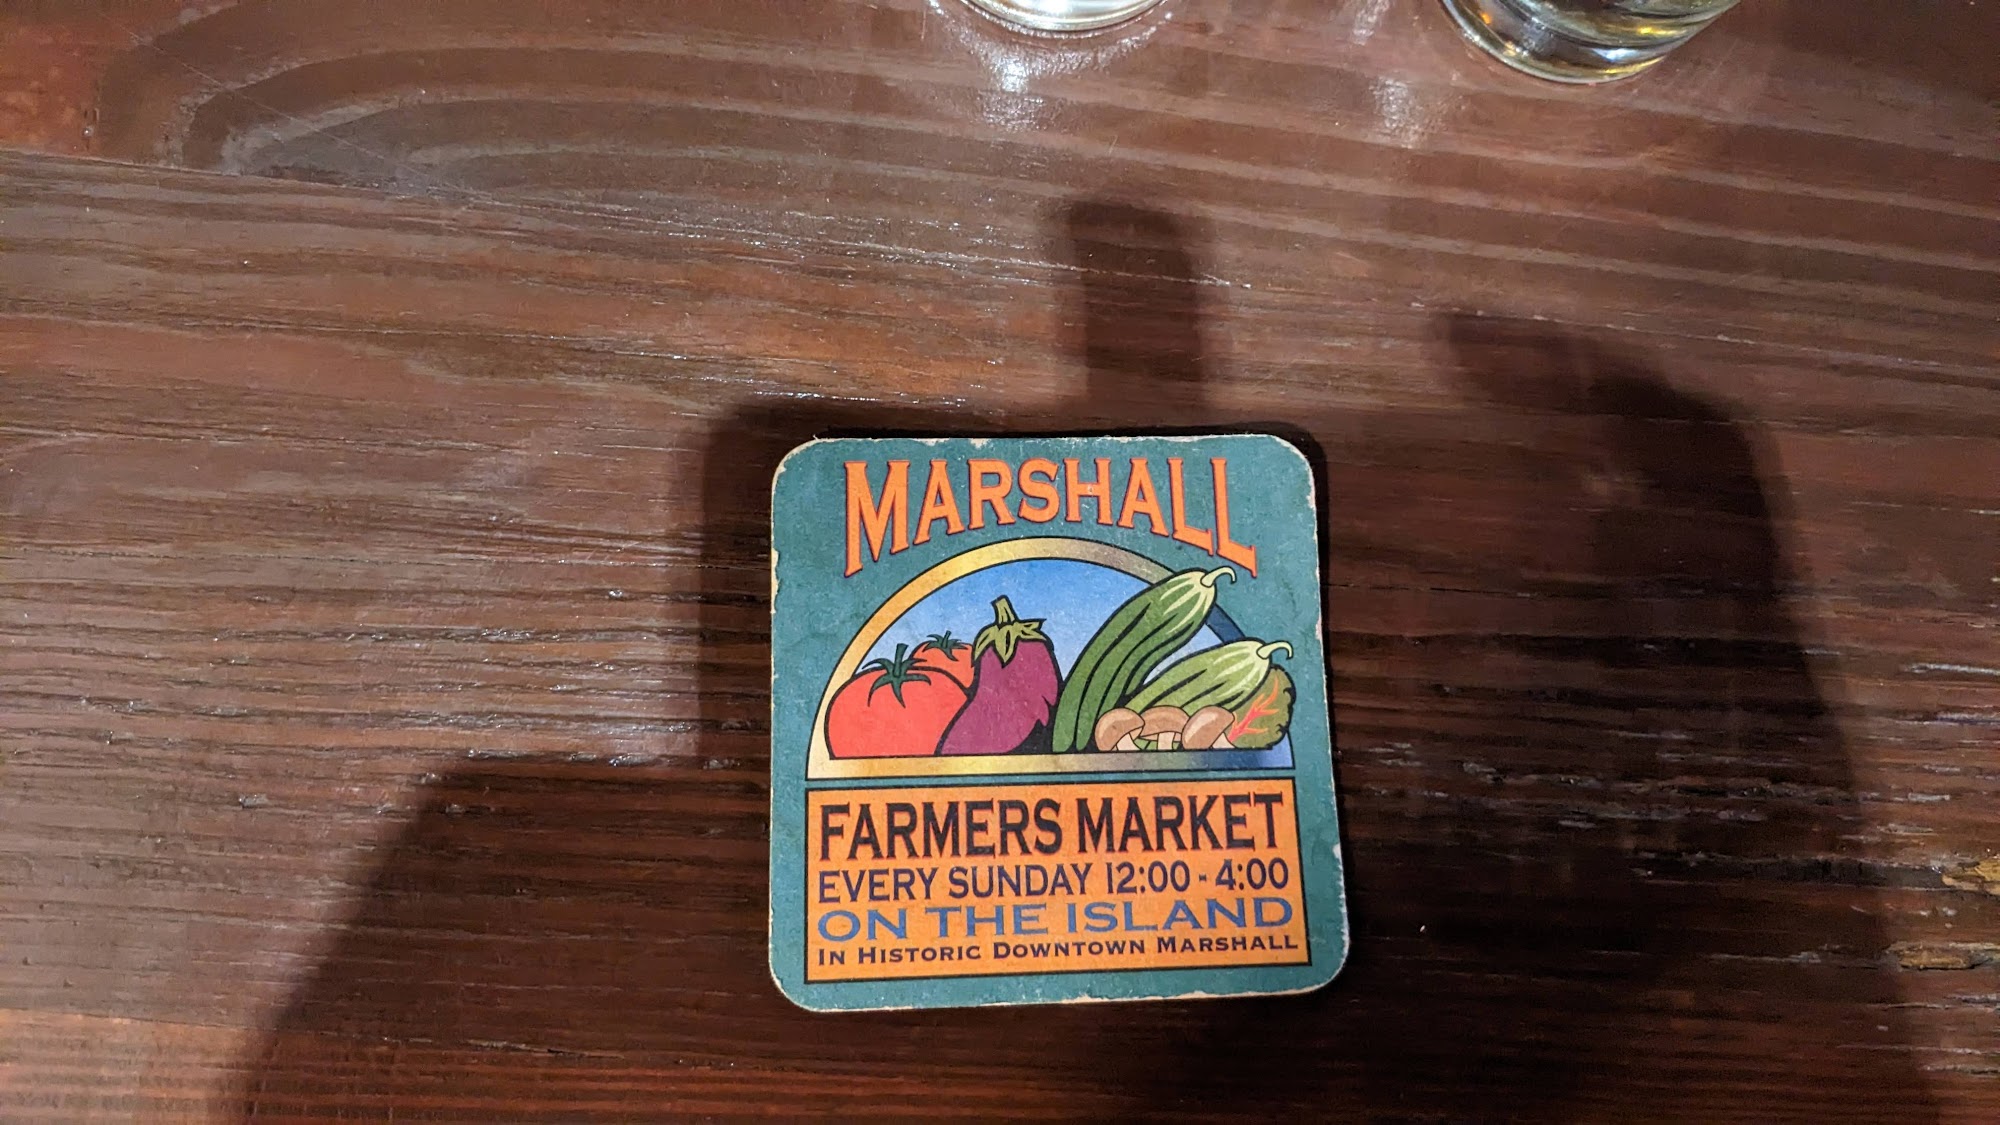 MARSHALL
FARMERS MARKET
EVERY SUNDAY 12:00 - 4:00
ON THE ISLAND
IN HISTORIC DOWNTOWN MARSHALL